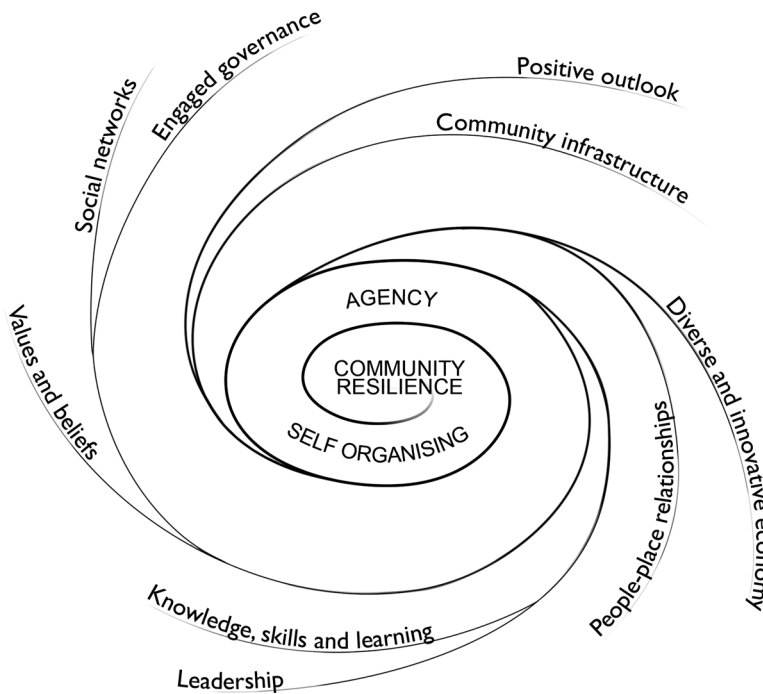 Engaged governance
Social networks
Positive outlook
Community infrastructure
Values and beliefs
AGENCY
COMMUNITY
RESILIENCE
SELF ORGANISING
Diverse and innovative economy
People-place relationships
Knowledge, skills and learning
Leadership